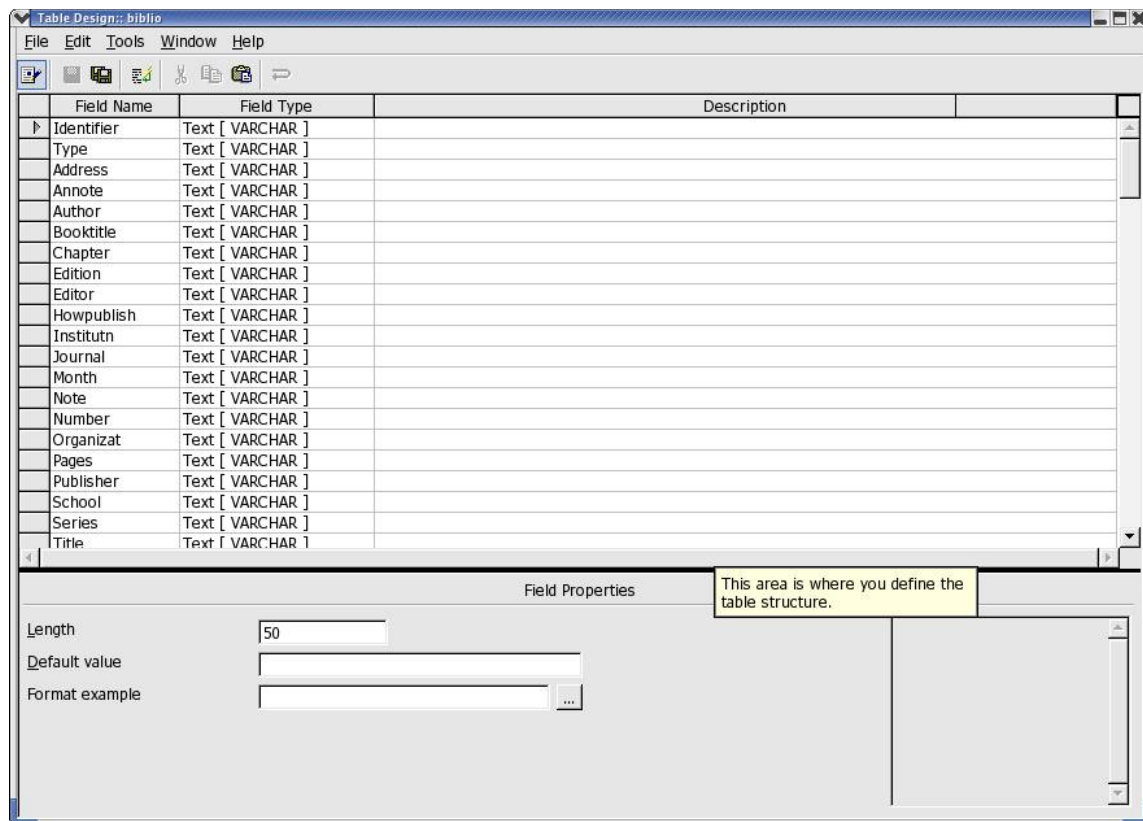 Table Design:: biblio
File Edit Tools Window Help
Field Name Field Type Description
Identifier Text [ VARCHAR ]
Type Text [ VARCHAR ]
Address Text [ VARCHAR ]
Annote Text [ VARCHAR ]
Author Text [ VARCHAR ]
Booktitle Text [ VARCHAR ]
Chapter Text [ VARCHAR ]
Edition Text [ VARCHAR ]
Editor Text [ VARCHAR ]
Howpublish Text [ VARCHAR ]
Institutn Text [ VARCHAR ]
Journal Text [ VARCHAR ]
Month Text [ VARCHAR ]
Note Text [ VARCHAR ]
Number Text [ VARCHAR ]
Organizat Text [ VARCHAR ]
Pages Text [ VARCHAR ]
Publisher Text [ VARCHAR ]
School Text [ VARCHAR ]
Series Text [ VARCHAR ]
Title Text [ VARCHAR ]
Field Properties
This area is where you define the
table structure.
Length 50
Default value
Format example ...